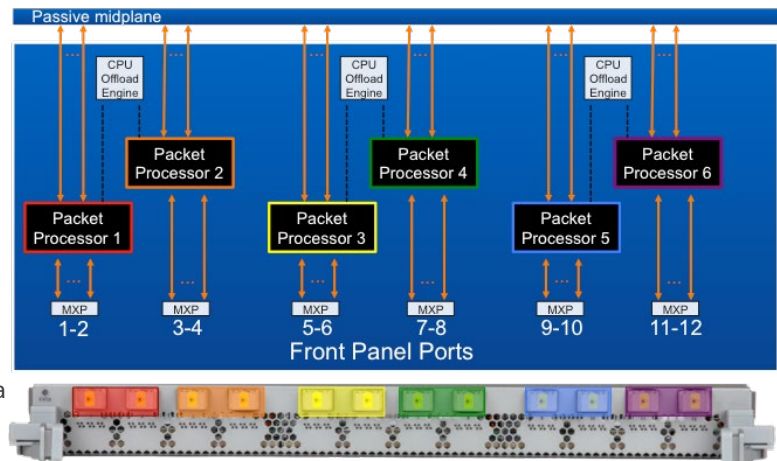 Passive midplane
CPU
Offload
Engine
CPU
Offload
Engine
CPU
Offload
Engine
Packet
Processor 2
Packet
Processor 4
Packet
Processor 6
Packet
Processor 1
Packet
Processor 3
Packet
Processor 5
MXP
MXP
MXP
MXP
MXP
MXP
1-2
3-4
5-6
7-8
9-10
11-12
Front Panel Ports
a